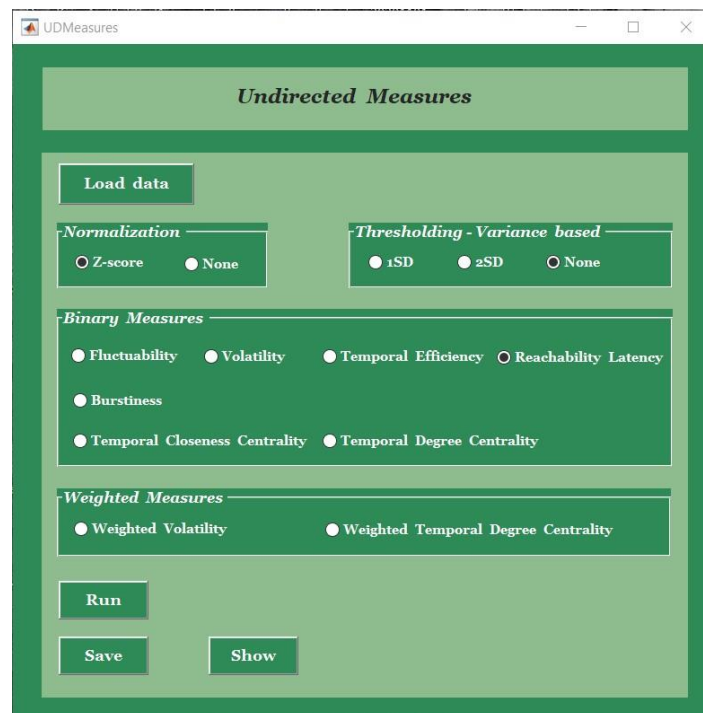 UDMeasures
Undirected Measures
Load data
Normalization
Z-score None
Thresholding - Variance based
1SD 2SD None
Binary Measures
Fluctuability Volatility Temporal Efficiency Reachability Latency
Burstiness
Temporal Closeness Centrality Temporal Degree Centrality
Weighted Measures
Weighted Volatility Weighted Temporal Degree Centrality
Run
Save Show